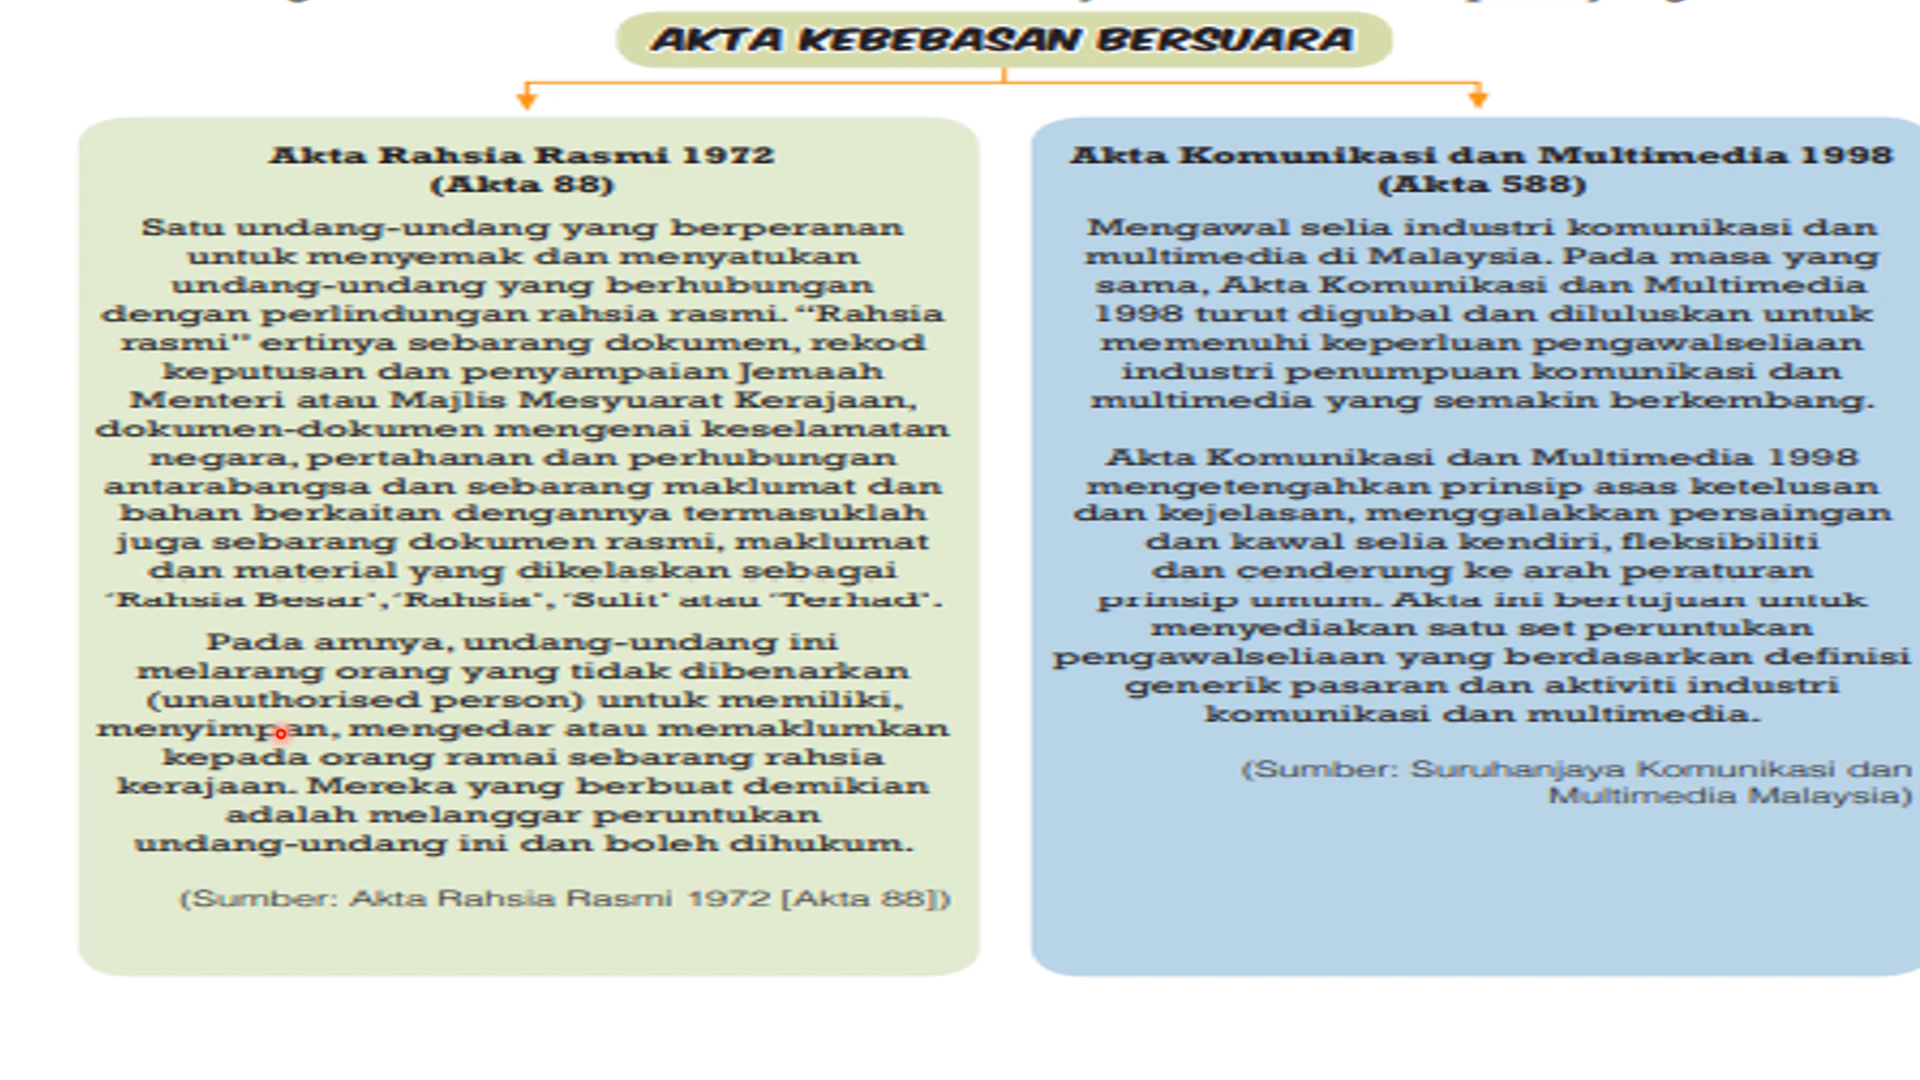 AKTA KEBEBASAN BERSUARA
Akta Rahsia Rasmi 1972
(Akta 88)
Satu undang-undang yang berperanan
untuk menyemak dan menyatukan
undang-undang yang berhubungan
dengan perlindungan rahsia rasmi. “Rahsia
rasmi” ertinya sebarang dokumen, rekod
keputusan dan penyampaian Jemaah
Menteri atau Majlis Mesyuarat Kerajaan,
dokumen-dokumen mengenai keselamatan
negara, pertahanan dan perhubungan
antarabangsa dan sebarang maklumat dan
bahan berkaitan dengannya termasuklah
juga sebarang dokumen rasmi, maklumat
dan material yang dikelaskan sebagai
‘Rahsia Besar’, ‘Rahsia’, ‘Sulit’ atau ‘Terhad’.
Pada amnya, undang-undang ini
melarang orang yang tidak dibenarkan
(unauthorised person) untuk memiliki,
menyimpan, mengedar atau memaklumkan
kepada orang ramai sebarang rahsia
kerajaan. Mereka yang berbuat demikian
adalah melanggar peruntukan
undang-undang ini dan boleh dihukum.
(Sumber: Akta Rahsia Rasmi 1972 [Akta 88])
Akta Komunikasi dan Multimedia 1998
(Akta 588)
Mengawal selia industri komunikasi dan
multimedia di Malaysia. Pada masa yang
sama, Akta Komunikasi dan Multimedia
1998 turut digubal dan diluluskan untuk
memenuhi keperluan pengawalseliaan
industri penumpuan komunikasi dan
multimedia yang semakin berkembang.
Akta Komunikasi dan Multimedia 1998
mengetengahkan prinsip asas ketelusan
dan kejelasan, menggalakkan persaingan
dan kawal selia kendiri, fleksibiliti
dan cenderung ke arah peraturan
prinsip umum. Akta ini bertujuan untuk
menyediakan satu set peruntukan
pengawalseliaan yang berdasarkan definisi
generik pasaran dan aktiviti industri
komunikasi dan multimedia.
(Sumber: Suruhanjaya Komunikasi dan
Multimedia Malaysia)